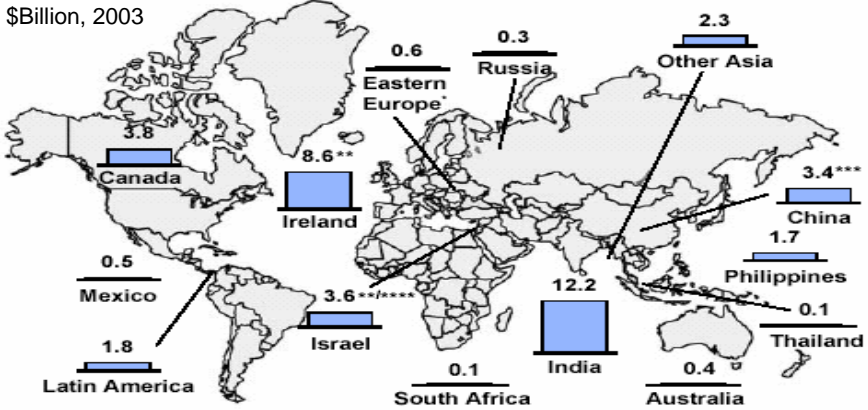 $Billion, 2003
0.6
Eastern
Europe*
0.3
Russia
2.3
Other Asia
3.8
Canada
8.6**
Ireland
3.4***
China
0.5
Mexico
3.6**/****
Israel
12.2
India
1.7
Philippines
0.1
Thailand
1.8
Latin America
0.1
South Africa
0.4
Australia